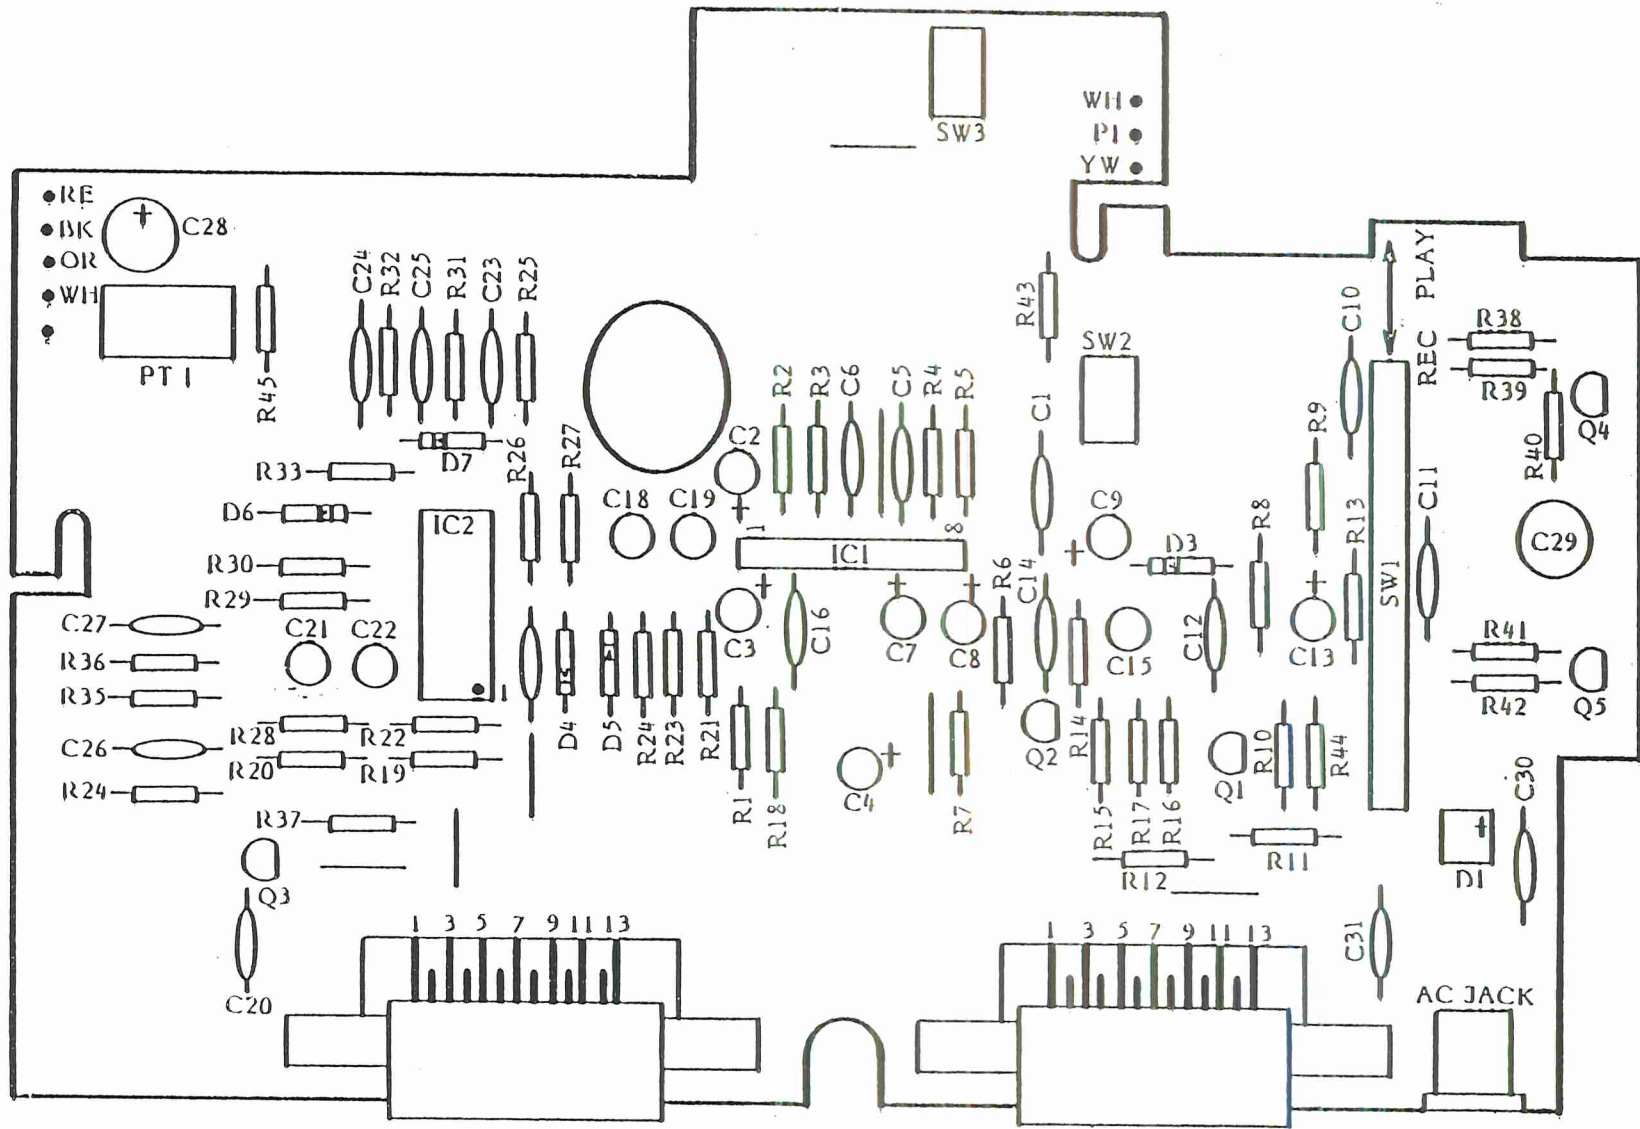 SW3
WH
PI
YW
RE
BK
OR
WH
C28
PT 1
R45
C24
R32
C25
R31
C23
R25
D7
R33
D6
R26
R27
IC2
1
R30
R29
C27
R36
R35
C26
R24
C21
C22
R28
R22
R20
R19
R37
Q3
C20
C18
C19
C2
R2
R3
C6
C5
R4
R5
1
8
IC1
C3
C16
C7
C8
D4
D5
R24
R23
R21
R1
R18
C4
R7
R43
SW2
C1
C9
R6
C14
D3
C15
C12
R14
Q2
R15
R17
R16
R12
Q1
R10
R44
R11
R8
R9
C13
R13
C10
PLAY
REC
SW1
C11
R38
R39
R40
Q4
C29
R41
R42
Q5
C30
D1
C31
AC JACK
1 3 5 7 9 11 13
1 3 5 7 9 11 13